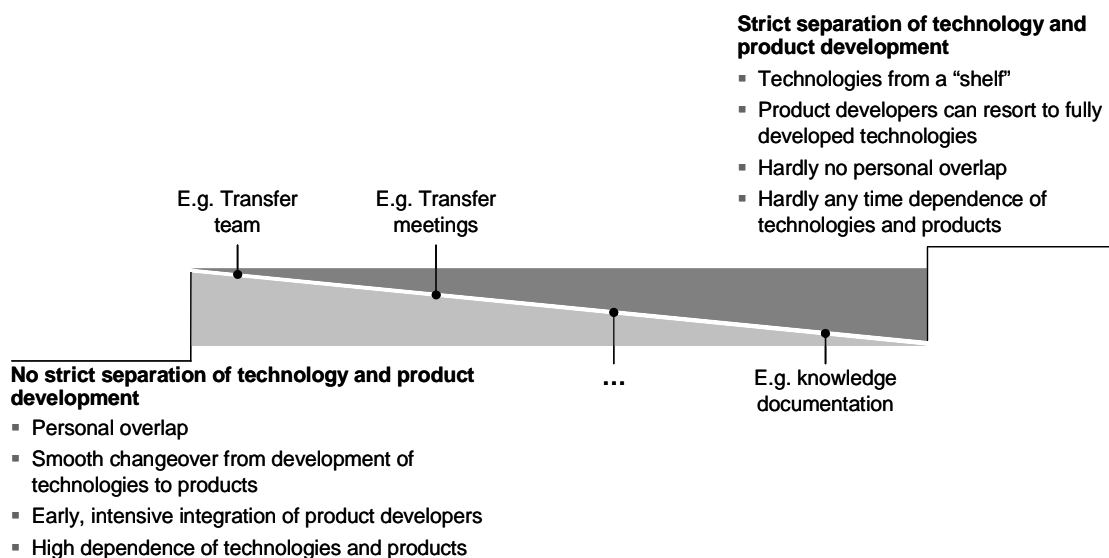 Strict separation of technology and
product development
▪ Technologies from a “shelf”
▪ Product developers can resort to fully
developed technologies
▪ Hardly no personal overlap
▪ Hardly any time dependence of
technologies and products
E.g. Transfer
team
E.g. Transfer
meetings
...
E.g. knowledge
documentation
No strict separation of technology and product
development
▪ Personal overlap
▪ Smooth changeover from development of
technologies to products
▪ Early, intensive integration of product developers
▪ High dependence of technologies and products